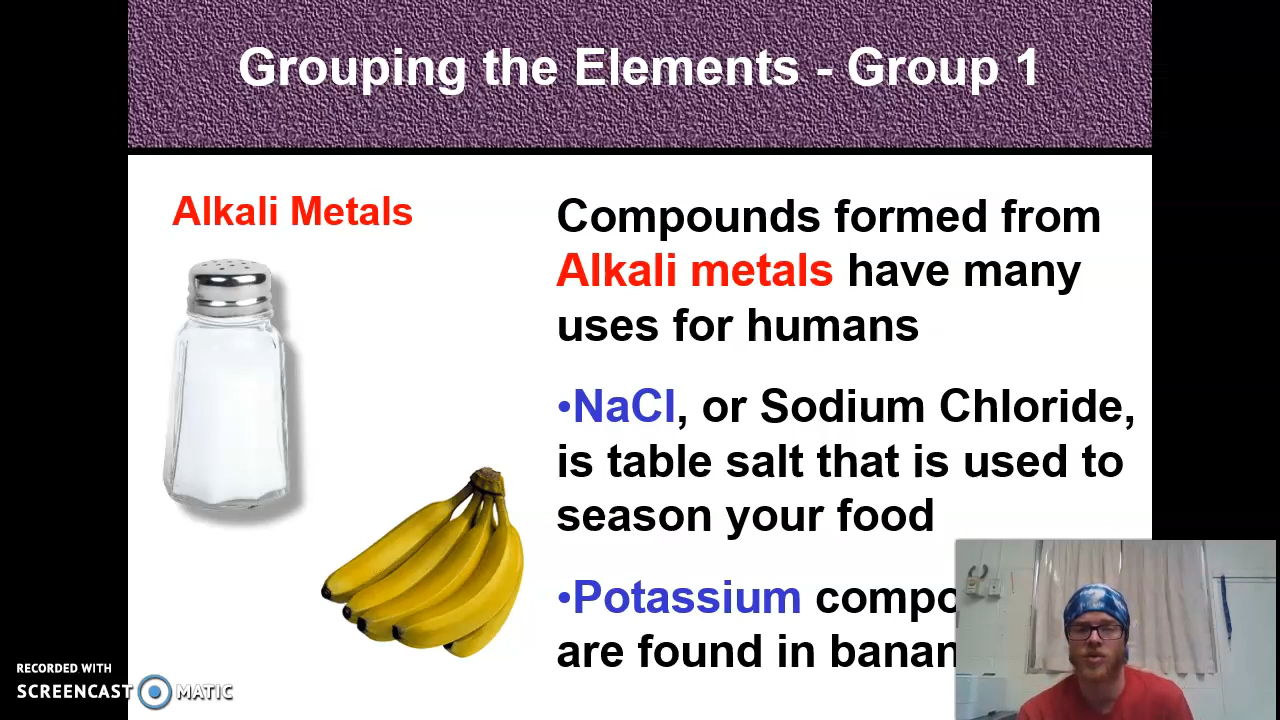 Grouping the Elements - Group 1
Alkali Metals
Compounds formed from
Alkali metals have many
uses for humans
•NaCl, or Sodium Chloride,
is table salt that is used to
season your food
•Potassium
are found in
RECORDED WITH
SCREENCAST MATIC